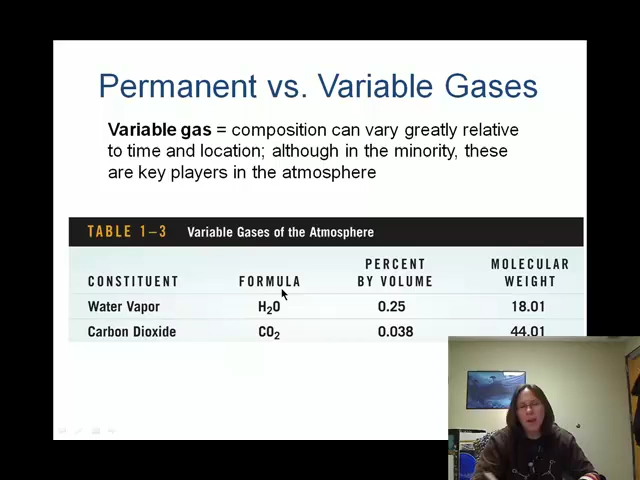 Permanent vs. Variable Gases
Variable gas = composition can vary greatly relative
to time and location; although in the minority, these
are key players in the atmosphere
TABLE 1–3 Variable Gases of the Atmosphere
CONSTITUENT FORMULA PERCENT BY VOLUME MOLECULAR WEIGHT
Water Vapor H₂O 0.25 18.01
Carbon Dioxide CO₂ 0.038 44.01